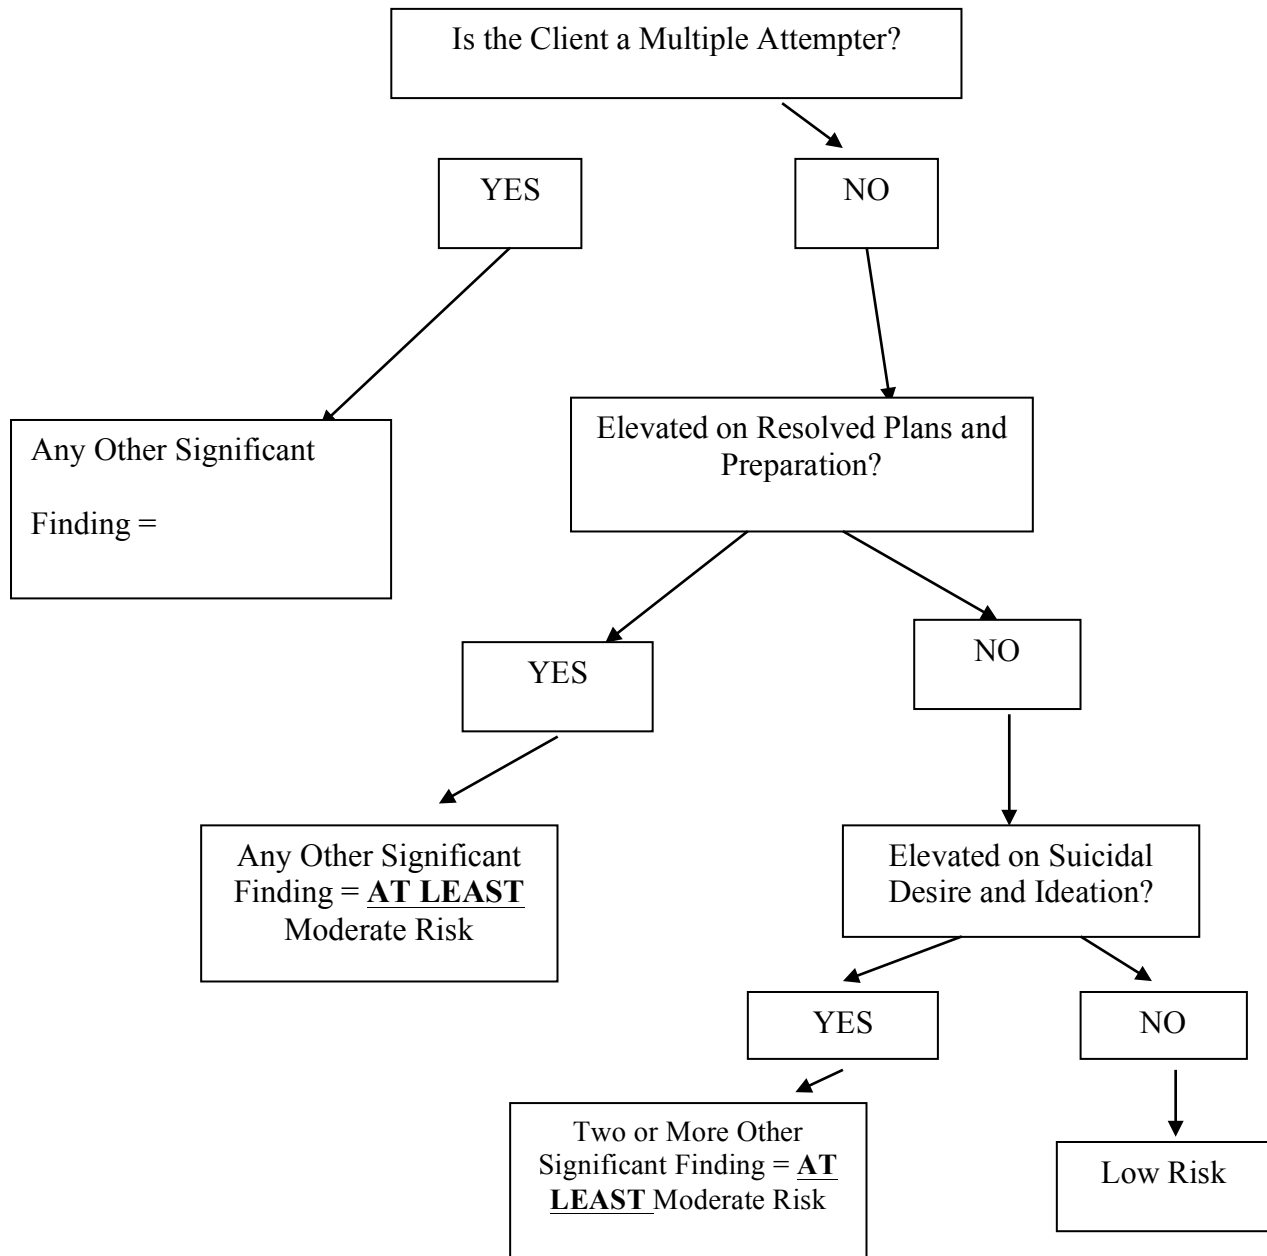 Is the Client a Multiple Attempter?
YES
NO
Any Other Significant
Finding =
Elevated on Resolved Plans and
Preparation?
YES
NO
Any Other Significant
Finding = AT LEAST
Moderate Risk
Elevated on Suicidal
Desire and Ideation?
YES
NO
Two or More Other
Significant Finding = AT
LEAST Moderate Risk
Low Risk